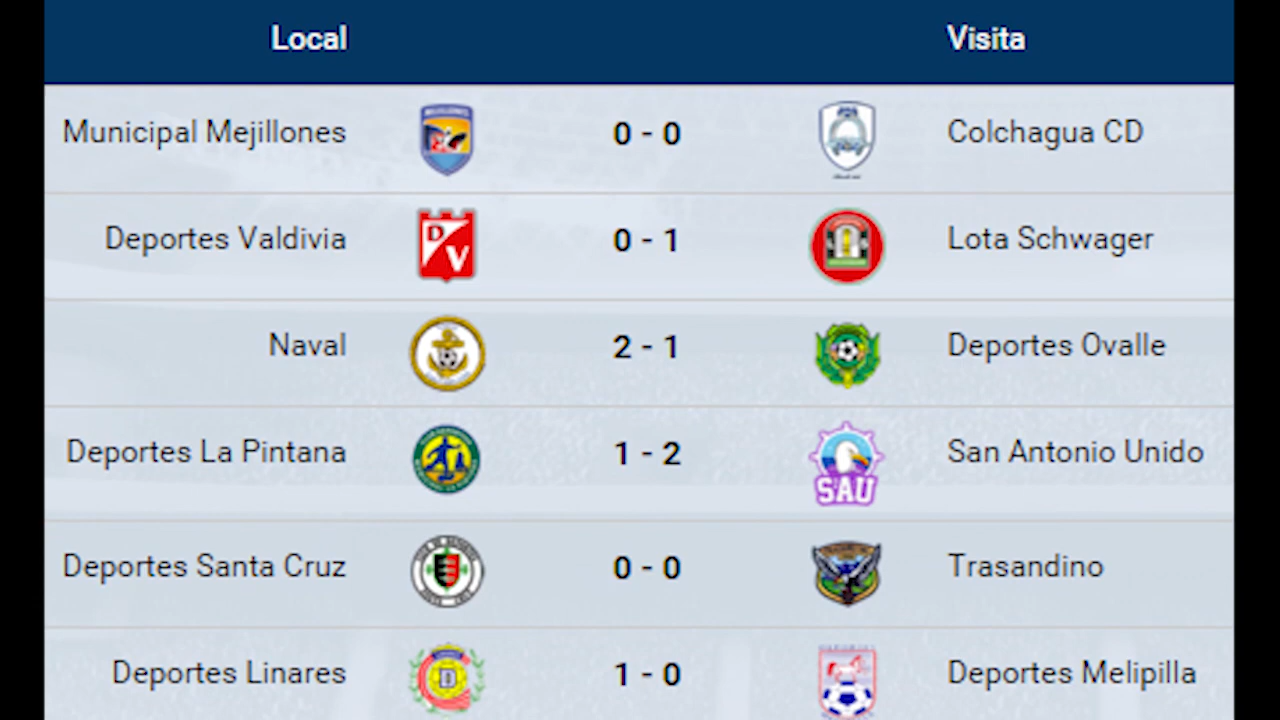 Local Visita
Municipal Mejillones 0 - 0 Colchagua CD
Deportes Valdivia D V 0 - 1 Lota Schwager
Naval 2 - 1 Deportes Ovalle
Deportes La Pintana 1 - 2 SAU San Antonio Unido
Deportes Santa Cruz 0 - 0 Trasandino
Deportes Linares D 1 - 0 Deportes Melipilla